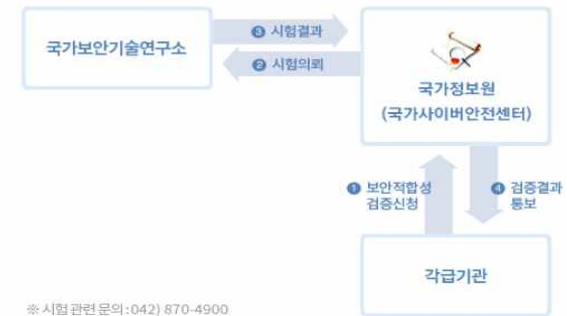 국가보안기술연구소
❸ 시험결과
❷ 시험의뢰
국가정보원
(국가사이버안전센터)
❶ 보안적합성
검증신청
❹ 검증결과
통보
각급기관
※ 시험 관련 문의 : 042) 870-4900